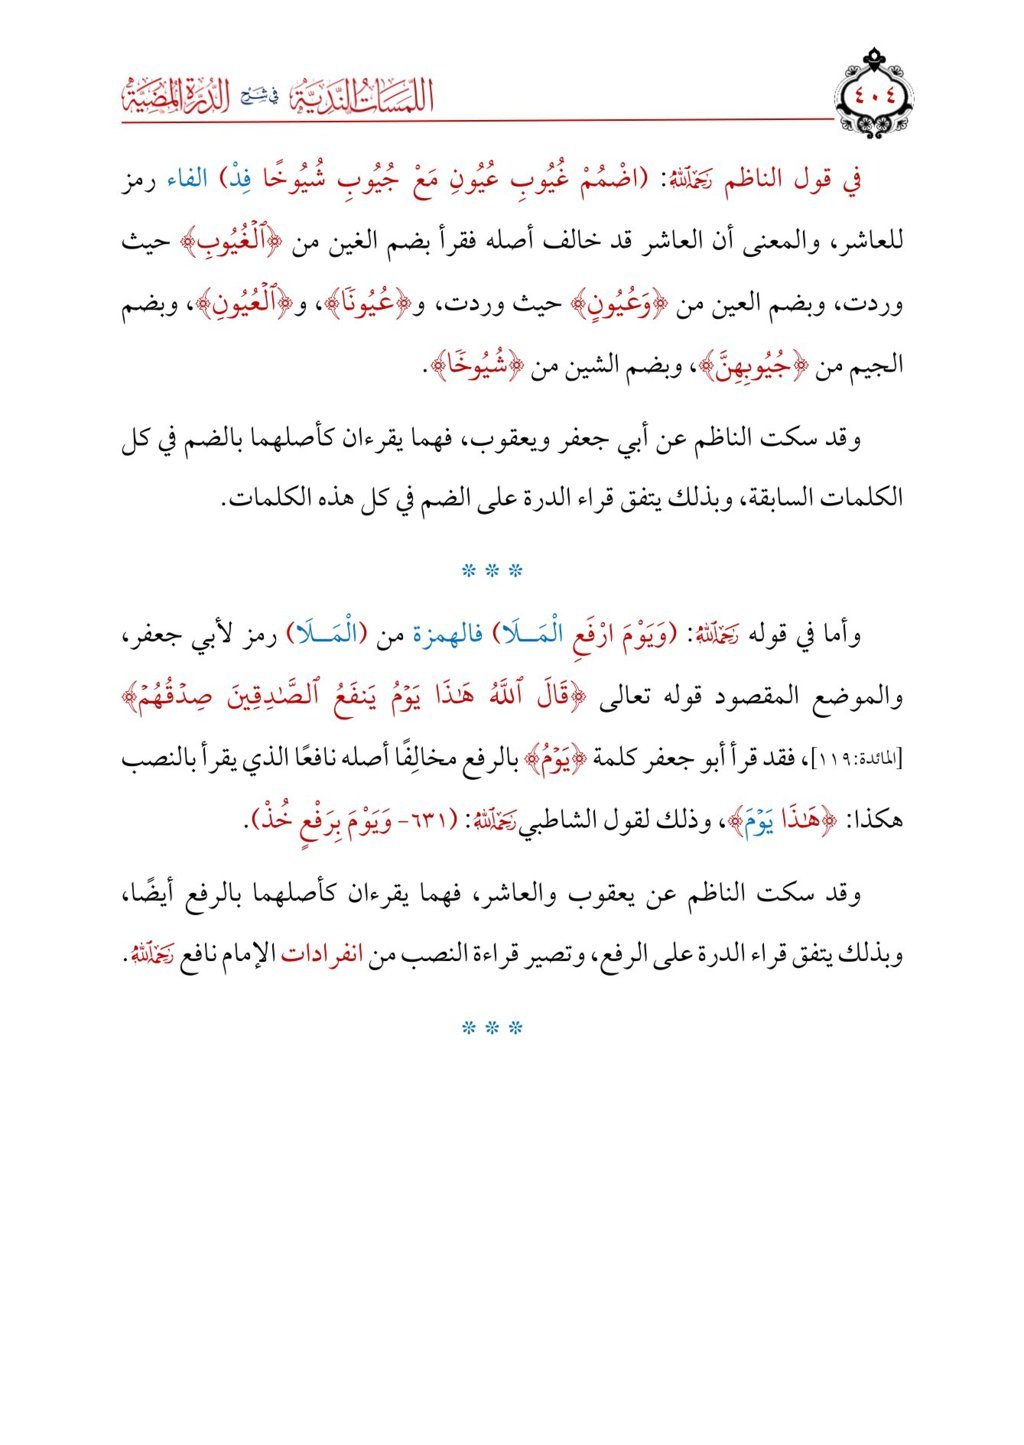 ٤٠٤
اللمسات الندية في شرح الدرة المضية
في قول الناظم رَحِمَهُ اللَّهُ: (اضْمُمْ غُيُوبِ عُيُونِ مَعْ جُيُوبِ شُيُوخًا فِدْ) الفاء رمز
للعاشر، والمعنى أن العاشر قد خالف أصله فقرأ بضم الغين من ﴿ٱلْغُيُوبِ﴾ حيث
وردت، وبضم العين من ﴿وَعُيُونٍ﴾ حيث وردت، و﴿عُيُونًا﴾، و﴿ٱلْعُيُونِ﴾، وبضم
الجيم من ﴿جُيُوبِهِنَّ﴾، وبضم الشين من ﴿شُيُوخًا﴾.
وقد سكت الناظم عن أبي جعفر ويعقوب، فهما يقرءان كأصلهما بالضم في كل
الكلمات السابقة، وبذلك يتفق قراء الدرة على الضم في كل هذه الكلمات.
* * *
وأما في قوله رَحِمَهُ اللَّهُ: (وَيَوْمَ ارْفَعِ الْمَـلَا) فالهمزة من (الْمَـلَا) رمز لأبي جعفر،
والموضع المقصود قوله تعالى ﴿قَالَ ٱللَّهُ هَٰذَا يَوْمُ يَنفَعُ ٱلصَّٰدِقِينَ صِدْقُهُمْ﴾
[المائدة:١١٩]، فقد قرأ أبو جعفر كلمة ﴿يَوْمُ﴾ بالرفع مخالِفًا أصله نافعًا الذي يقرأ بالنصب
هكذا: ﴿هَٰذَا يَوْمَ﴾، وذلك لقول الشاطبي رَحِمَهُ اللَّهُ: (٦٣١- وَيَوْمَ بِرَفْعٍ خُذْ).
وقد سكت الناظم عن يعقوب والعاشر، فهما يقرءان كأصلهما بالرفع أيضًا،
وبذلك يتفق قراء الدرة على الرفع، وتصير قراءة النصب من انفرادات الإمام نافع رَحِمَهُ اللَّهُ.
* * *